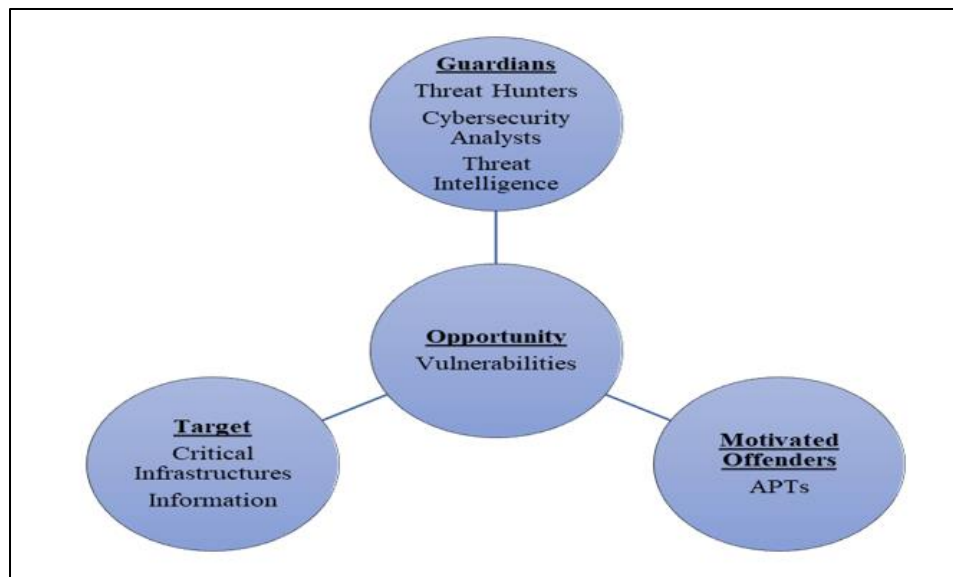 Guardians
Threat Hunters
Cybersecurity
Analysts
Threat
Intelligence
Opportunity
Vulnerabilities
Target
Critical
Infrastructures
Information
Motivated
Offenders
APTs